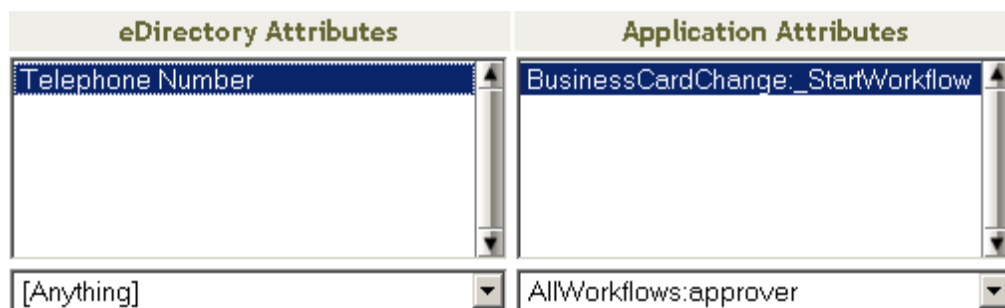 eDirectory Attributes
Application Attributes
Telephone Number
BusinessCardChange:_StartWorkflow
[Anything]
AllWorkflows:approver